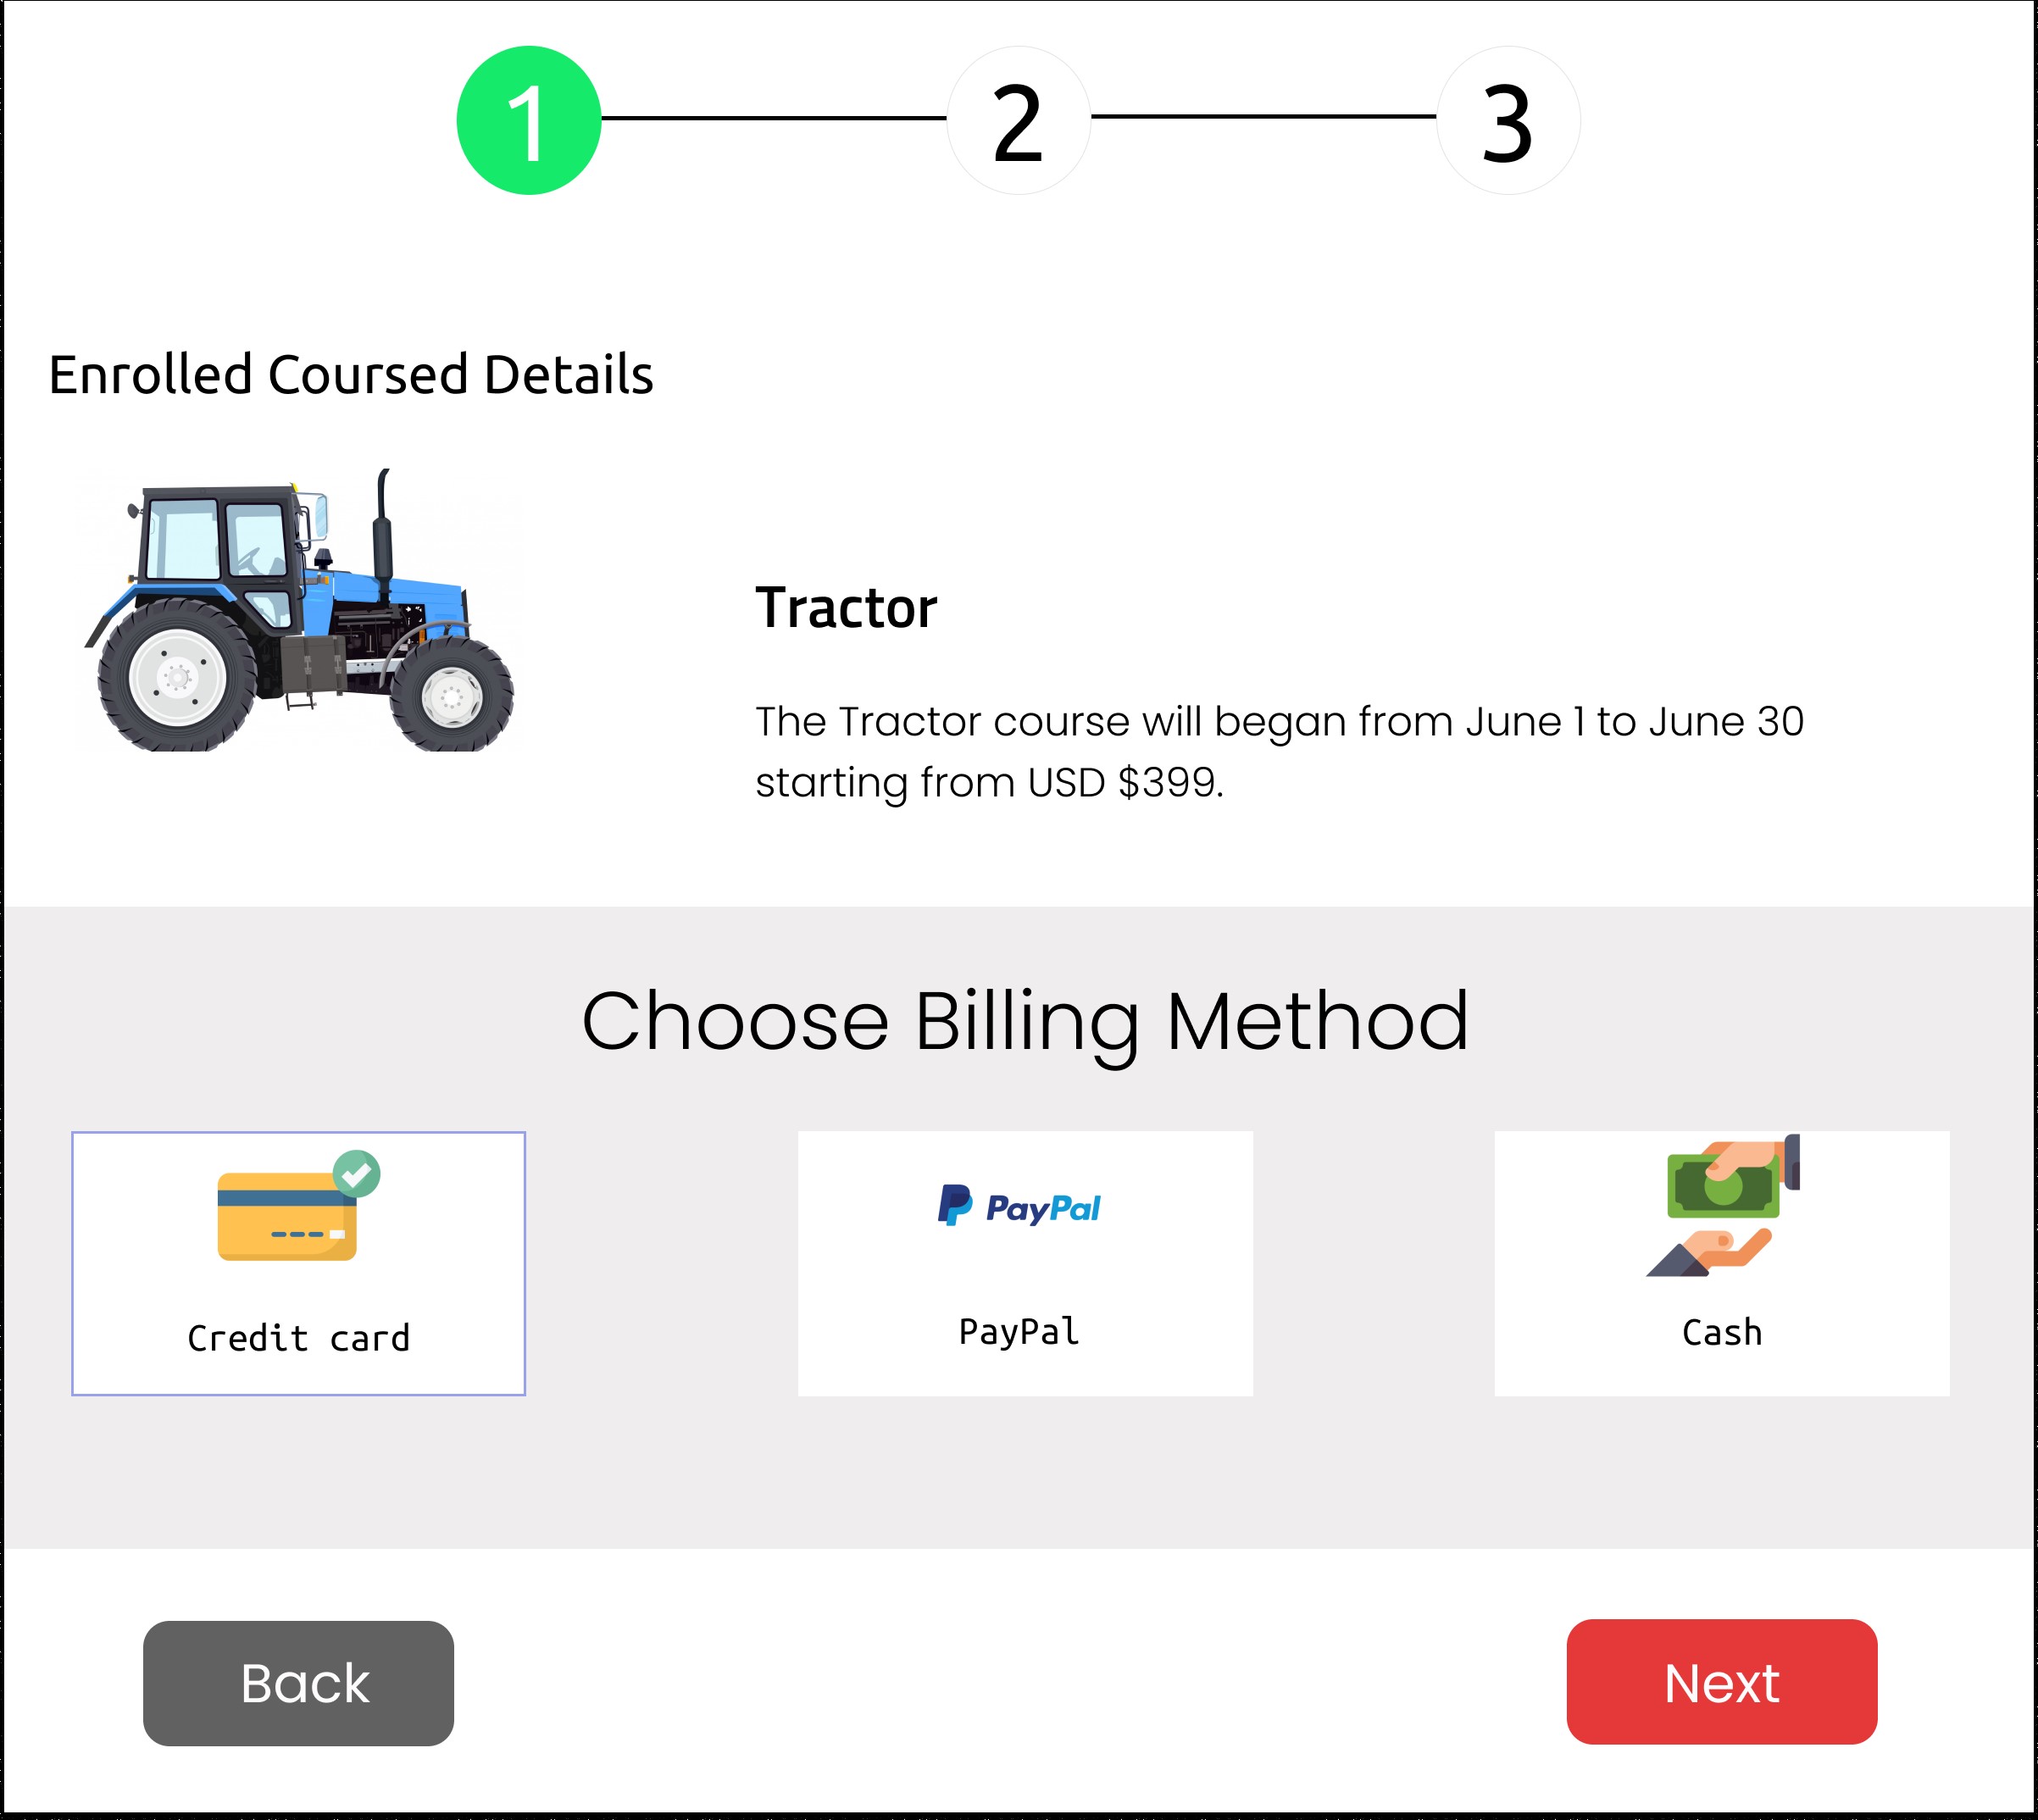 1
2
3
Enrolled Coursed Details
Tractor
The Tractor course will began from June 1 to June 30
starting from USD $399.
Choose Billing Method
PayPal
Credit card
PayPal
Cash
Back
Next